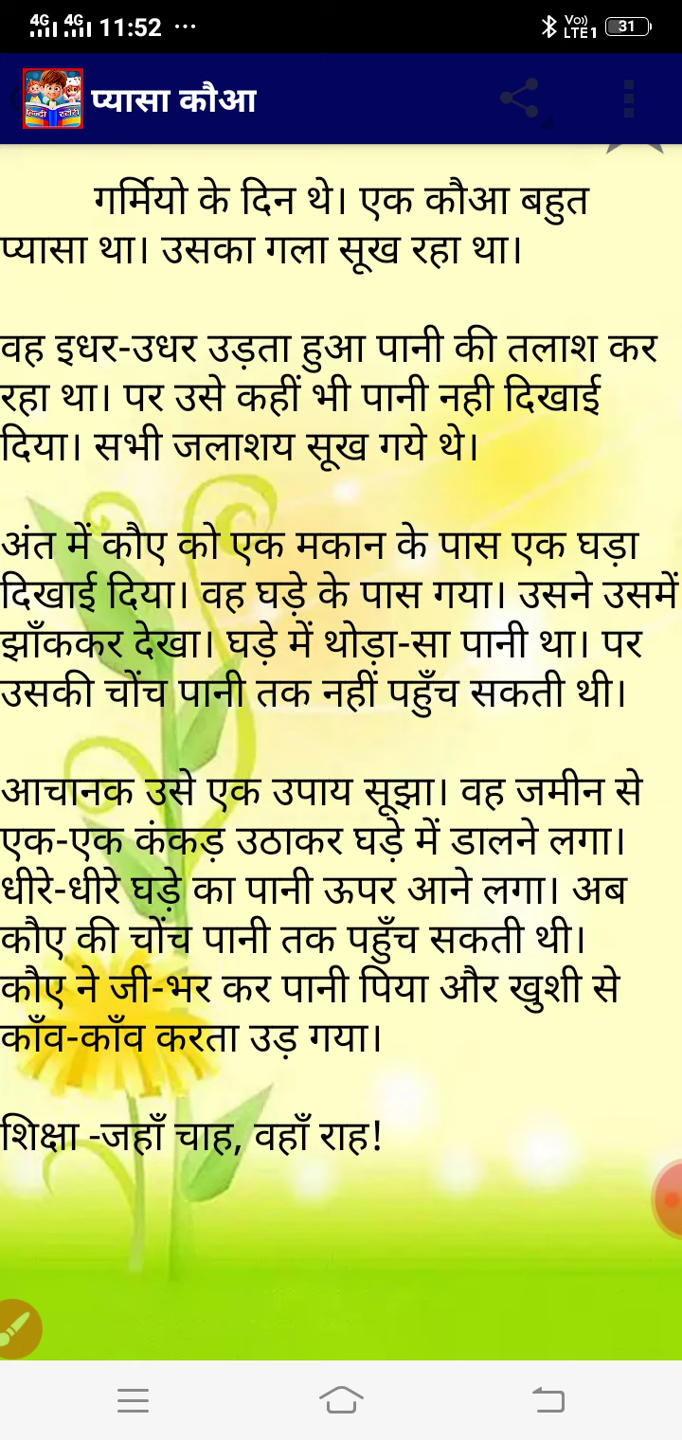 4G 4G 11:52 ...
Vo)) LTE1 31
प्यासा कौआ
गर्मियो के दिन थे। एक कौआ बहुत
प्यासा था। उसका गला सूख रहा था।
वह इधर-उधर उड़ता हुआ पानी की तलाश कर
रहा था। पर उसे कहीं भी पानी नही दिखाई
दिया। सभी जलाशय सूख गये थे।
अंत में कौए को एक मकान के पास एक घड़ा
दिखाई दिया। वह घड़े के पास गया। उसने उसमें
झाँककर देखा। घड़े में थोड़ा-सा पानी था। पर
उसकी चोंच पानी तक नहीं पहुँच सकती थी।
आचानक उसे एक उपाय सूझा। वह जमीन से
एक-एक कंकड़ उठाकर घड़े में डालने लगा।
धीरे-धीरे घड़े का पानी ऊपर आने लगा। अब
कौए की चोंच पानी तक पहुँच सकती थी।
कौए ने जी-भर कर पानी पिया और खुशी से
काँव-काँव करता उड़ गया।
शिक्षा -जहाँ चाह, वहाँ राह!